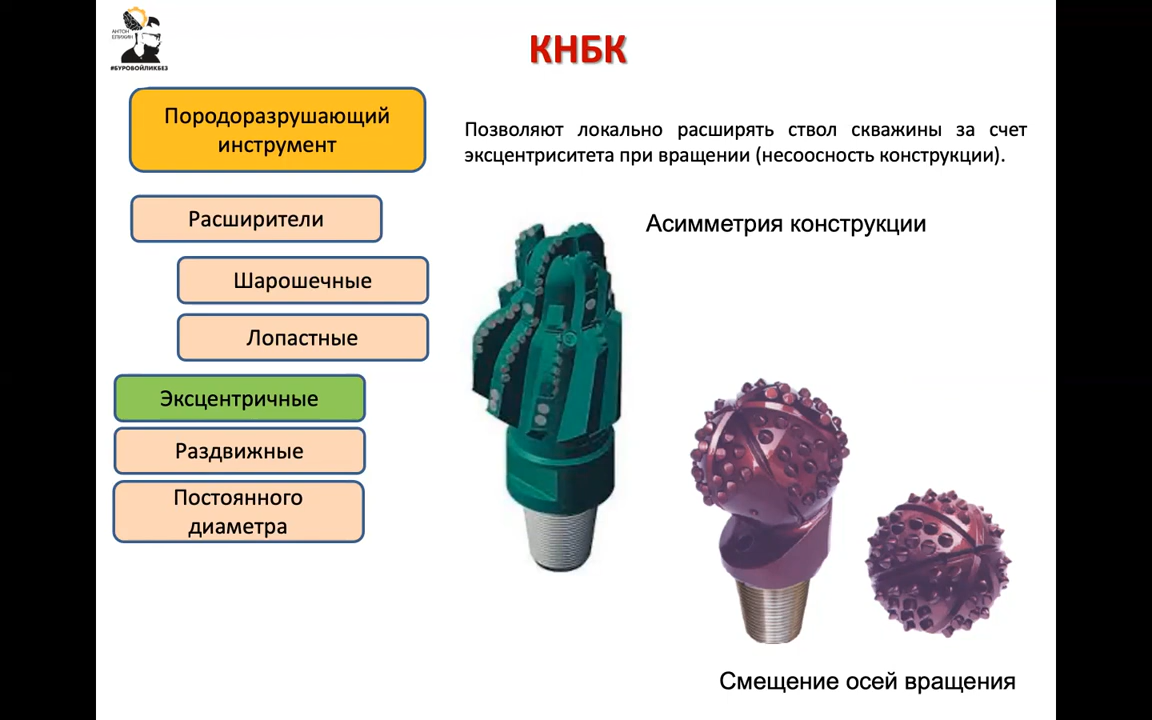 АНТОН
ЕПИХИН
#БУРОВОЙЛИКБЕЗ
КНБК
Породоразрушающий
инструмент
Расширители
Шарошечные
Лопастные
Эксцентричные
Раздвижные
Постоянного
диаметра
Позволяют локально расширять ствол скважины за счет
эксцентриситета при вращении (несоосность конструкции).
Асимметрия конструкции
Смещение осей вращения